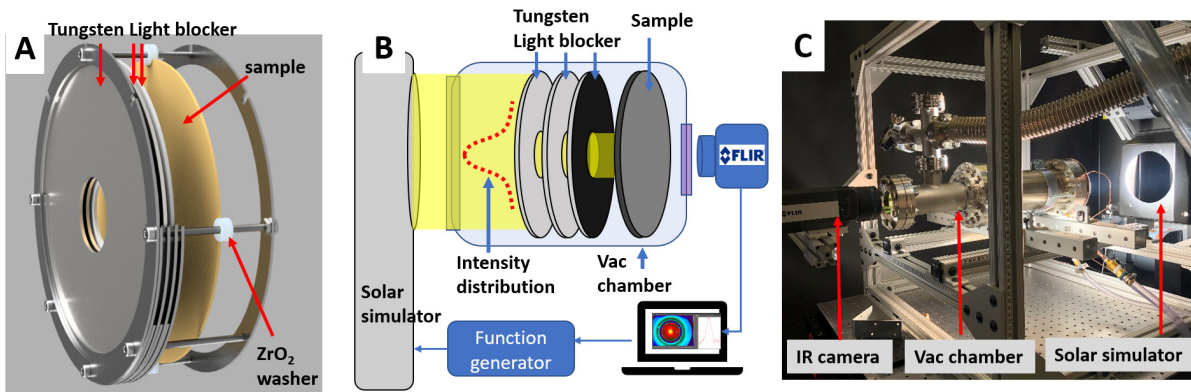 A
Tungsten Light blocker
sample
ZrO₂
washer
B
Tungsten
Light blocker
Sample
FLIR
Intensity
distribution
Vac
chamber
Solar
simulator
Function
generator
C
FLIR
IR camera
Vac chamber
Solar simulator